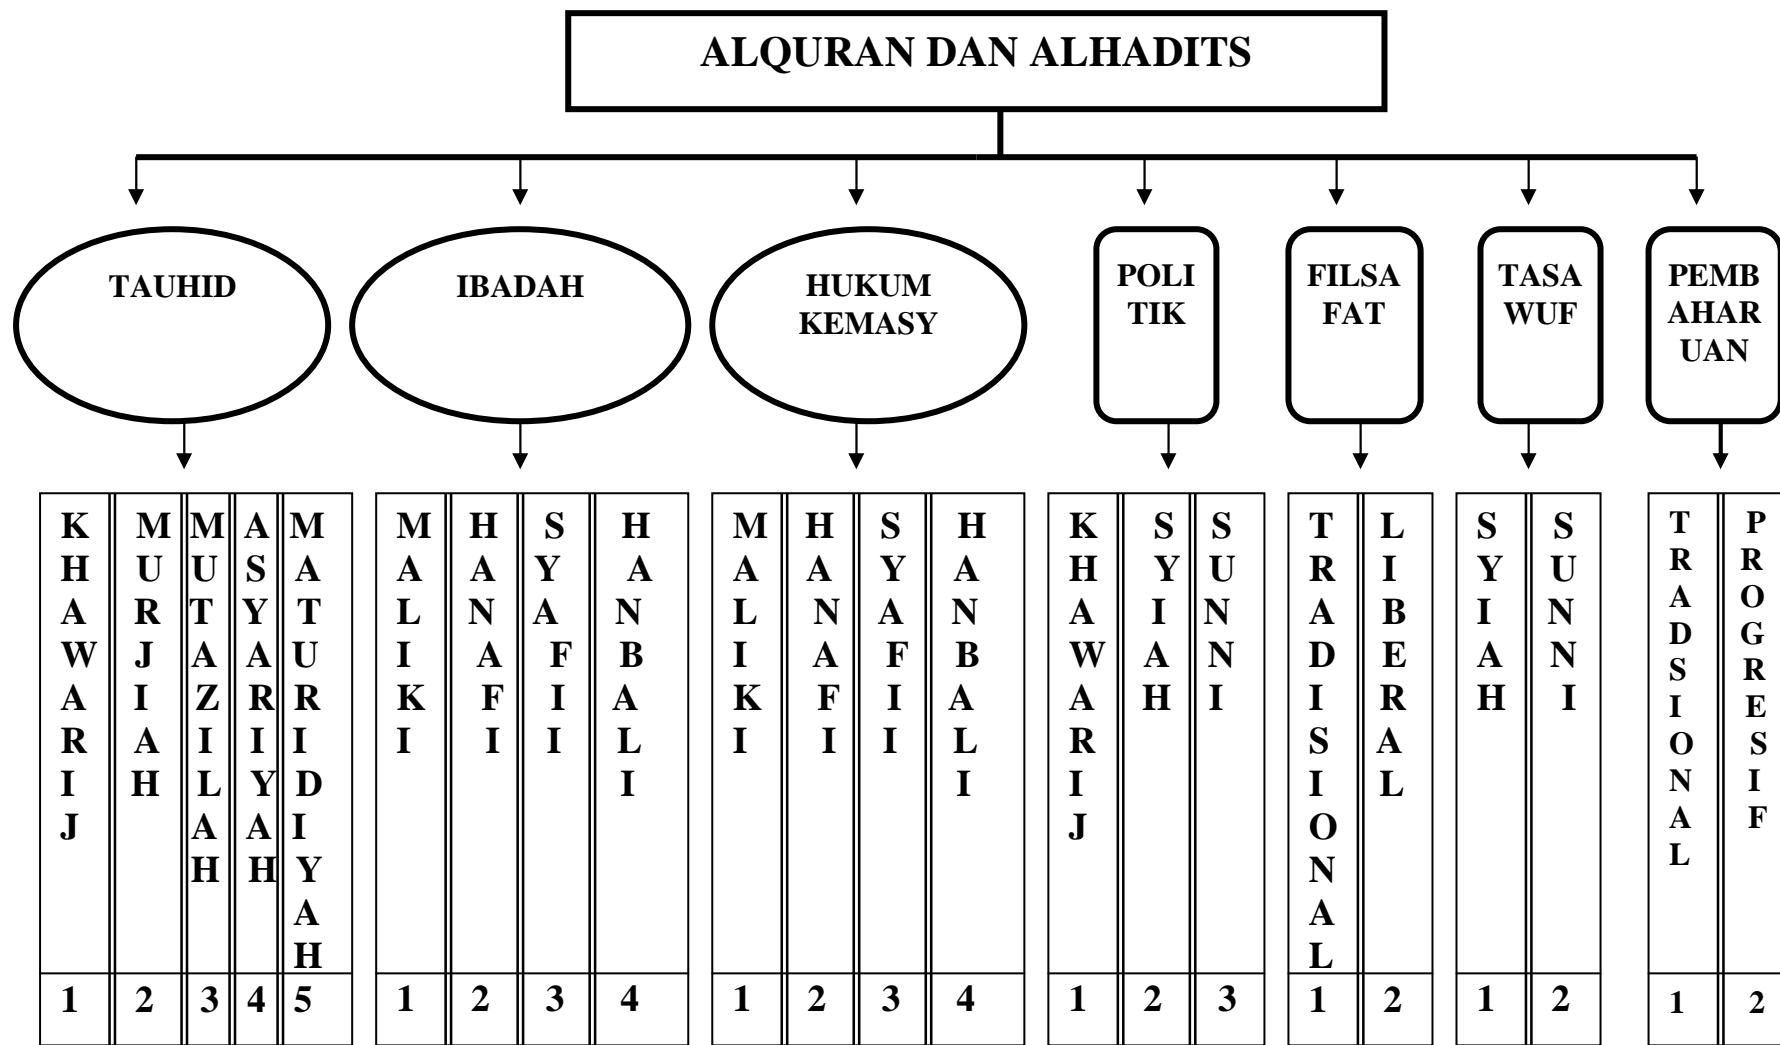 ALQURAN DAN ALHADITS
TAUHID
IBADAH
HUKUM
KEMASY
POLI
TIK
FILSA
FAT
TASA
WUF
PEMB
AHAR
UAN
KHAWARIJ
MURJIAH
MUTAZILAH
ASYARIYAH
MATURIDIYAH
MALIKI
HANAFI
SYAFII
HANBALI
MALIKI
HANAFI
SYAFII
HANBALI
KHAWARIJ
SYIAH
SUNNI
TRADISIONAL
LIBERAL
SYIAH
SUNNI
TRADSIONAL
PROGRESIF
1 2 3 4 5 1 2 3 4 1 2 3 4 1 2 3 1 2 1 2 1 2